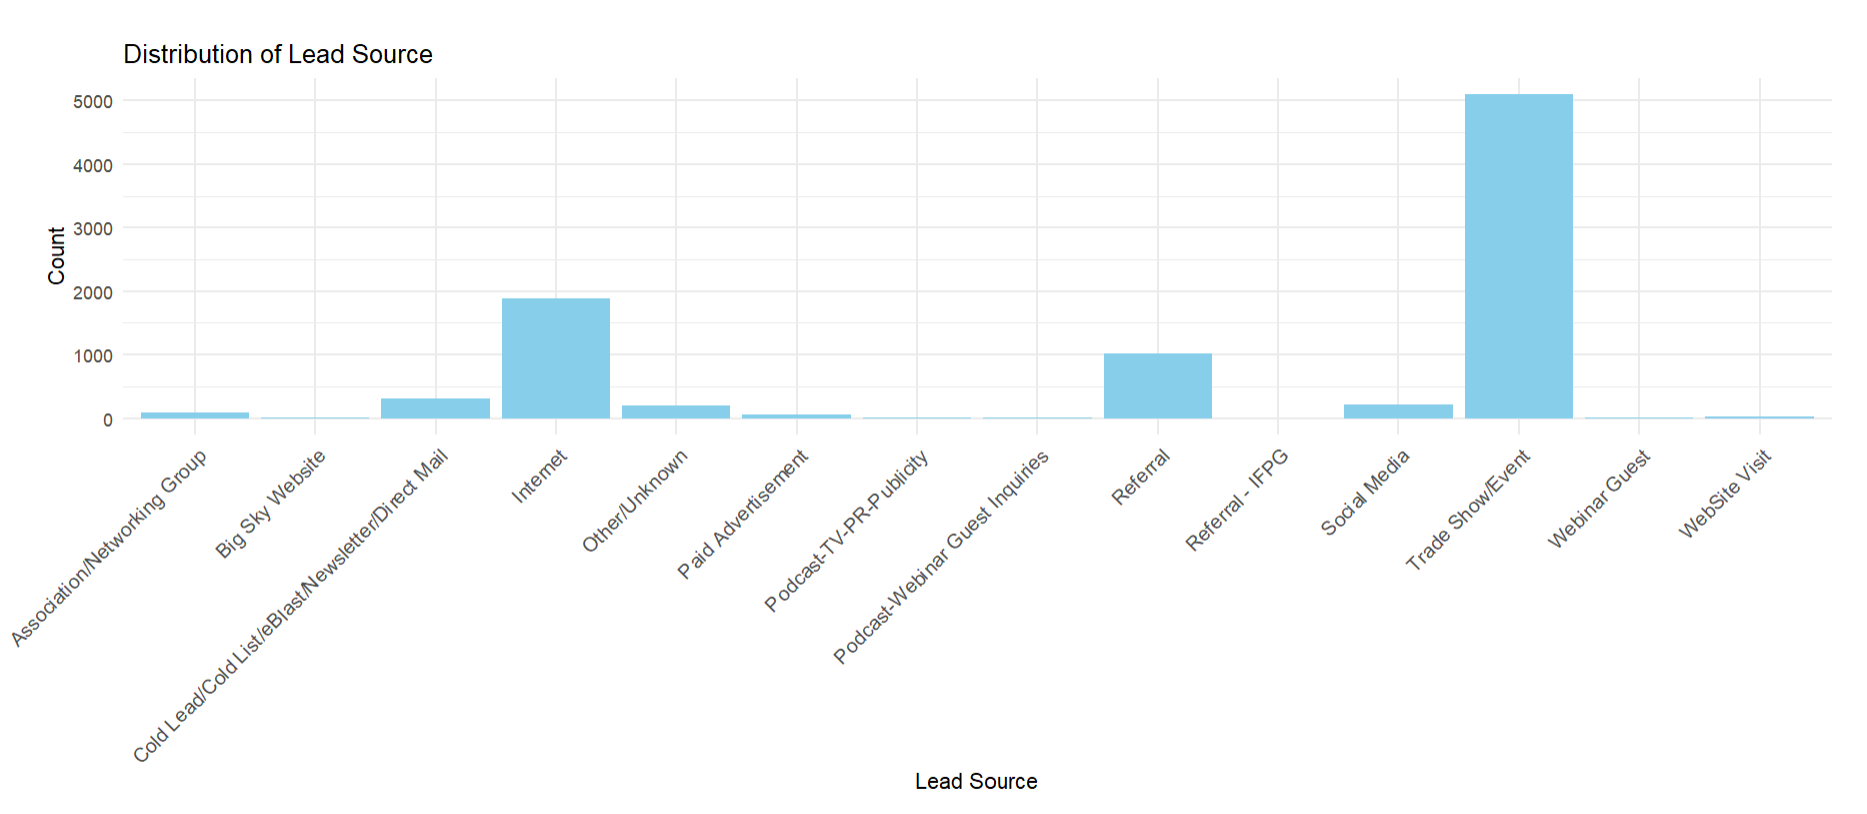 Distribution of Lead Source
Count
5000
4000
3000
2000
1000
0
Association/Networking Group
Big Sky Website
Cold Lead/Cold List/eBlast/Newsletter/Direct Mail
Internet
Other/Unknown
Paid Advertisement
Podcast-TV-PR-Publicity
Podcast-Webinar Guest Inquiries
Referral
Referral - IFPG
Social Media
Trade Show/Event
Webinar Guest
WebSite Visit
Lead Source